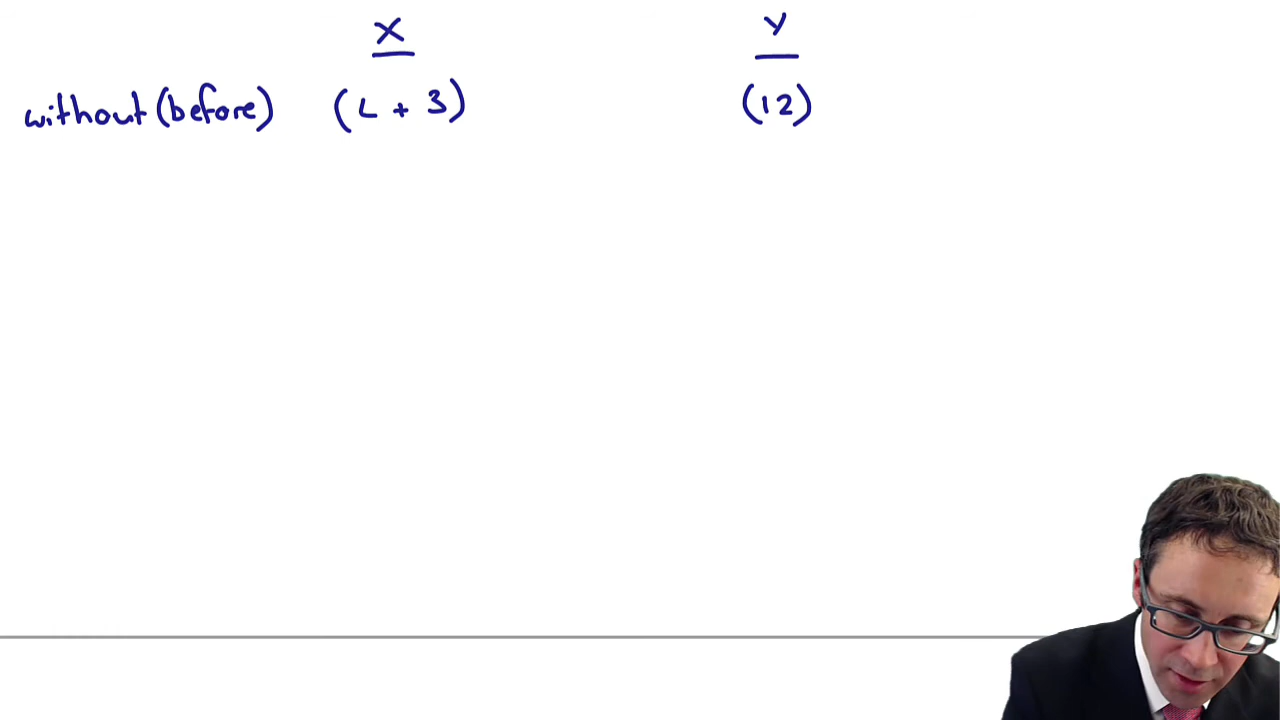 X Y
without (before) (L + 3) (12)